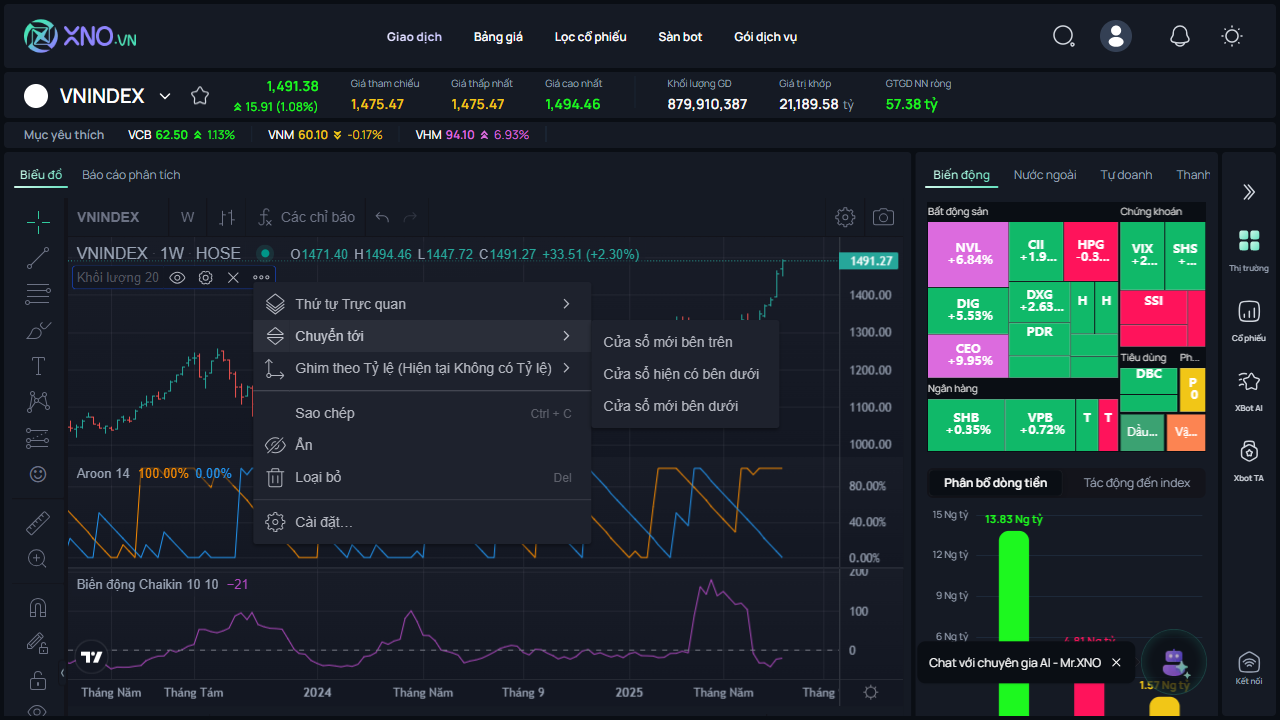 XNO.VN
Giao dịch
Bảng giá
Lọc cổ phiếu
Sàn bot
Gói dịch vụ
VNINDEX
1,491.38
15.91 (1.08%)
Giá tham chiếu
1,475.47
Giá thấp nhất
1,475.47
Giá cao nhất
1,494.46
Khối lượng GD
879,910,387
Giá trị khớp
21,189.58 tỷ
GTGD NN ròng
57.38 tỷ
Mục yêu thích
VCB 62.50 1.13%
VNM 60.10 -0.17%
VHM 94.10 6.93%
Biểu đồ
Báo cáo phân tích
VNINDEX
W
Các chỉ báo
VNINDEX · 1W · HOSE
O1471.40 H1494.46 L1447.72 C1491.27 +33.51 (+2.30%)
Khối lượng 20
Thứ tự Trực quan
Chuyển tới
Ghim theo Tỷ lệ (Hiện tại Không có Tỷ lệ)
Sao chép
Ctrl + C
Ẩn
Loại bỏ
Del
Cài đặt...
Cửa sổ mới bên trên
Cửa sổ hiện có bên dưới
Cửa sổ mới bên dưới
1491.27
1400.00
1300.00
1200.00
1100.00
1000.00
Aroon 14 100.00% 0.00%
80.00%
40.00%
0.00%
Biên động Chaikin 10 10 −21
200
100
0
Tháng Năm
Tháng Tám
2024
Tháng Năm
Tháng 9
2025
Tháng Năm
Tháng
Biến động
Nước ngoài
Tự doanh
Thanh
Bất động sản
NVL
+6.84%
CII
+1.9...
HPG
-0.3...
DIG
+5.53%
DXG
+2.63...
H
H
PDR
CEO
+9.95%
Chứng khoán
VIX
+2...
SHS
+...
SSI
Tiêu dùng
DBC
Ph...
P
0
Dầu...
Vậ...
Ngân hàng
SHB
+0.35%
VPB
+0.72%
T
T
Phân bổ dòng tiền
Tác động đến index
15 Ng tỷ
12 Ng tỷ
9 Ng tỷ
6 Ng tỷ
13.83 Ng tỷ
4.81 Ng tỷ
1.57 Ng tỷ
Chat với chuyên gia AI - Mr.XNO
Thị trường
Cổ phiếu
XBot AI
Xbot TA
Kết nối